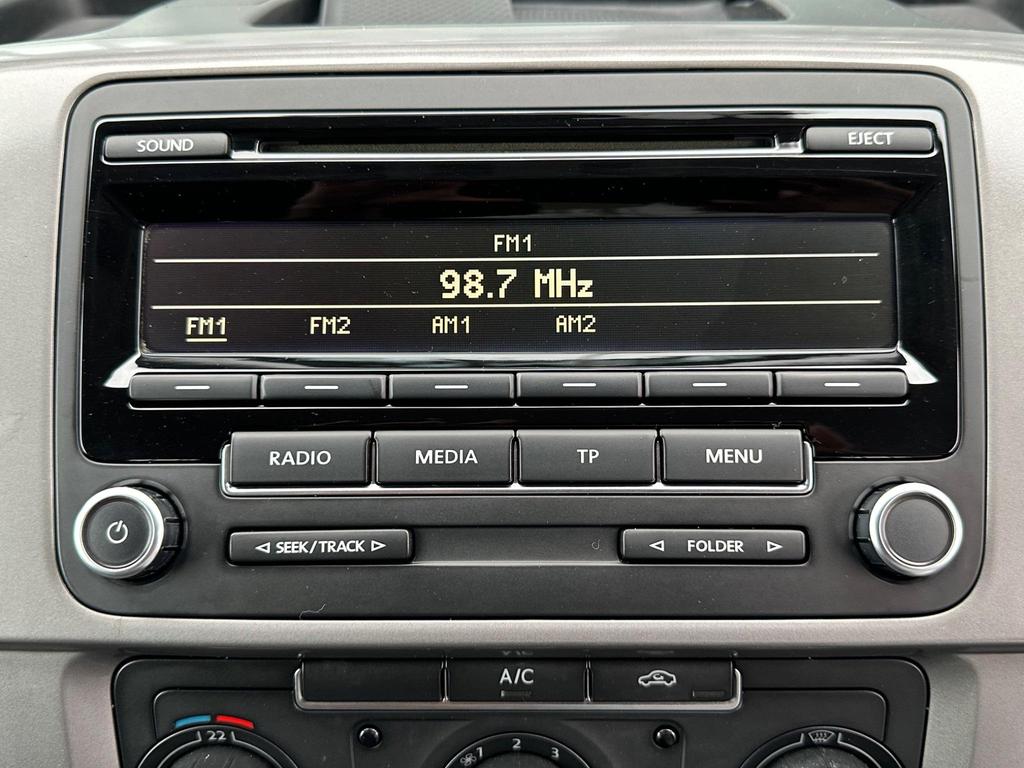 SOUND EJECT
FM1
98.7 MHz
FM1 FM2 AM1 AM2
RADIO MEDIA TP MENU
SEEK/TRACK FOLDER
A/C
22 1 2 3